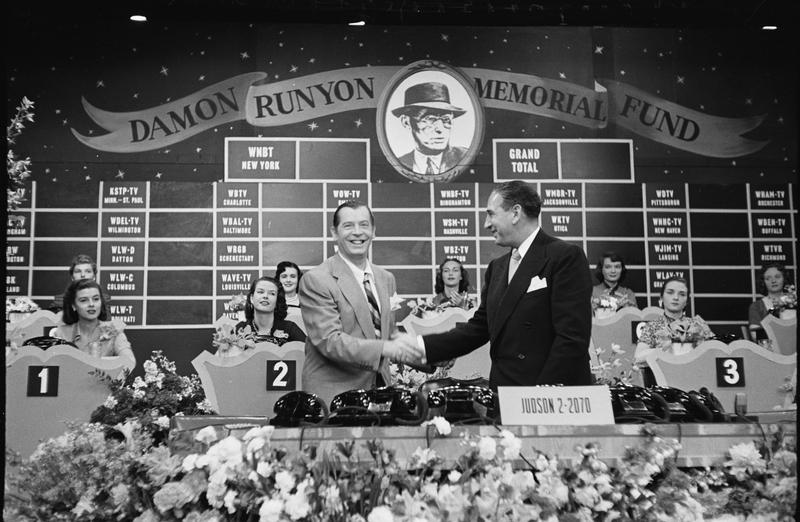 DAMON RUNYON MEMORIAL FUND
WNBT
NEW YORK
GRAND
TOTAL
KSTP-TV
MINN.—ST. PAUL
WBTV
CHARLOTTE
WOW-TV
WNBF-TV
BINGHAMTON
WMBR-TV
JACKSONVILLE
WDTV
PITTSBURGH
WHAM-TV
ROCHESTER
WDEL-TV
WILMINGTON
WBAL-TV
BALTIMORE
WSM-TV
NASHVILLE
WKTV
UTICA
WNHC-TV
NEW HAVEN
WBEN-TV
BUFFALO
WLW-D
DAYTON
WRGB
SCHENECTADY
WBZ-TV
WJIM-TV
LANSING
WTVR
RICHMOND
WLW-C
COLUMBUS
WAVE-TV
LOUISVILLE
WGAL-TV
WLW-T
1
2
3
JUDSON 2-2070